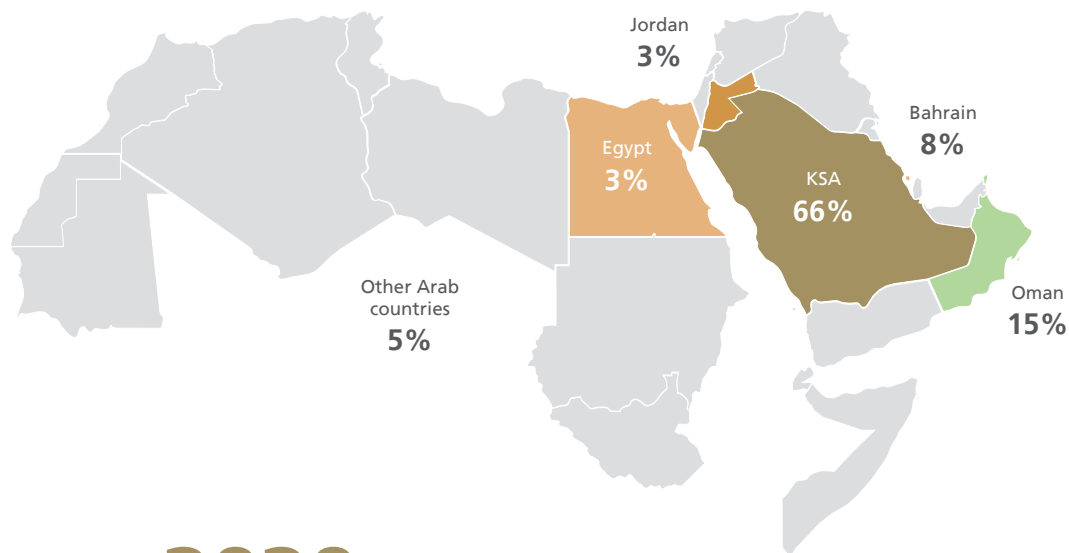 Jordan
3%
Bahrain
8%
Egypt
3%
KSA
66%
Other Arab
countries
5%
Oman
15%